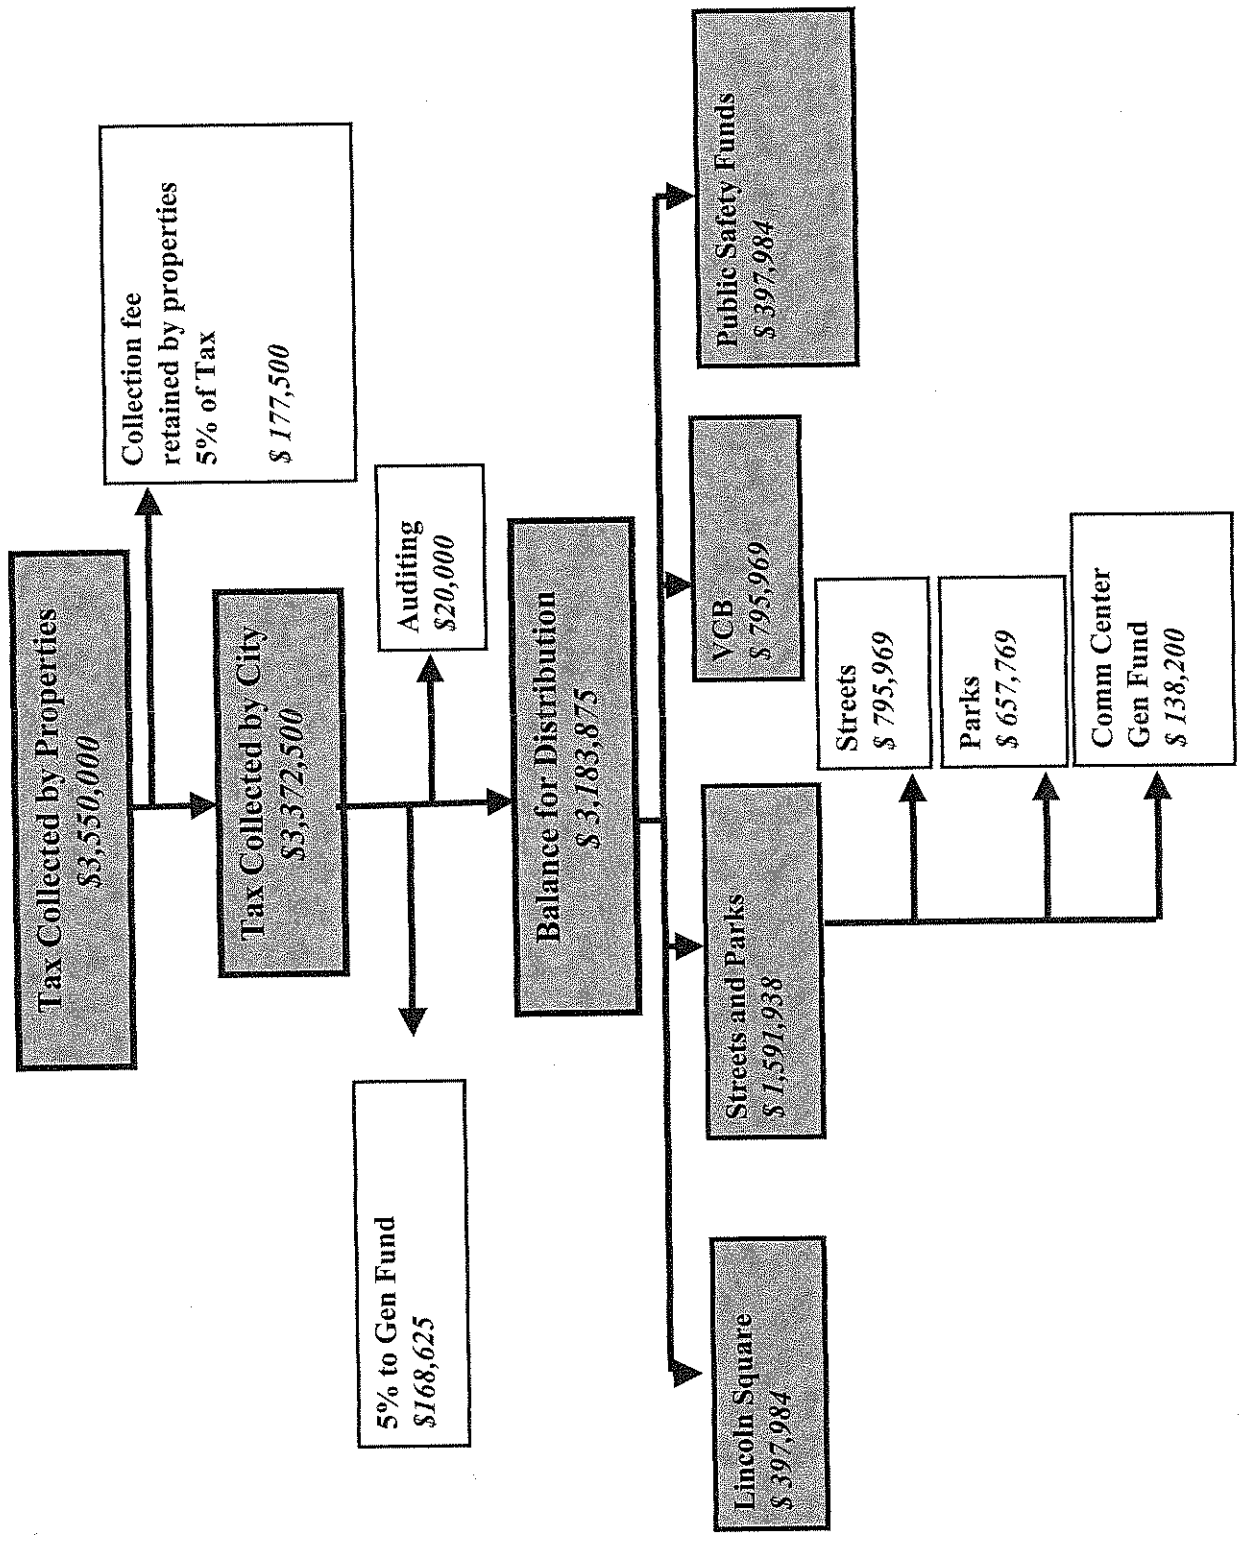 Tax Collected by Properties
$3,550,000
Collection fee
retained by properties
5% of Tax
$ 177,500
Tax Collected by City
$3,372,500
5% to Gen Fund
$168,625
Auditing
$20,000
Balance for Distribution
$ 3,183,875
Lincoln Square
$ 397,984
Streets and Parks
$ 1,591,938
VCB
$ 795,969
Public Safety Funds
$ 397,984
Streets
$ 795,969
Parks
$ 657,769
Comm Center
Gen Fund
$ 138,200